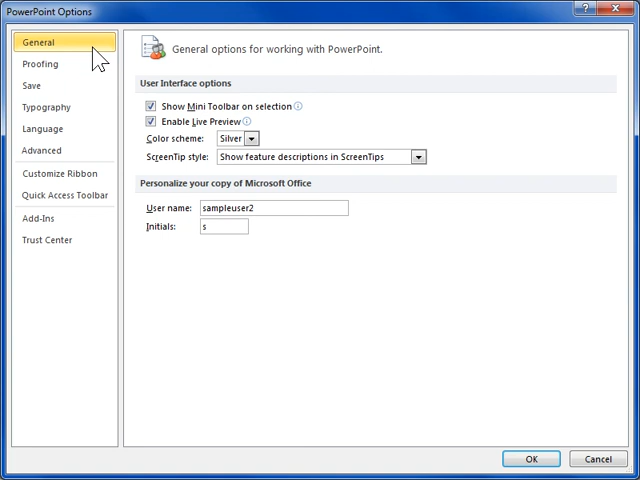 PowerPoint Options
General
Proofing
Save
Typography
Language
Advanced
Customize Ribbon
Quick Access Toolbar
Add-Ins
Trust Center
General options for working with PowerPoint.
User Interface options
Show Mini Toolbar on selection
Enable Live Preview
Color scheme: Silver
ScreenTip style: Show feature descriptions in ScreenTips
Personalize your copy of Microsoft Office
User name: sampleuser2
Initials: s
OK Cancel